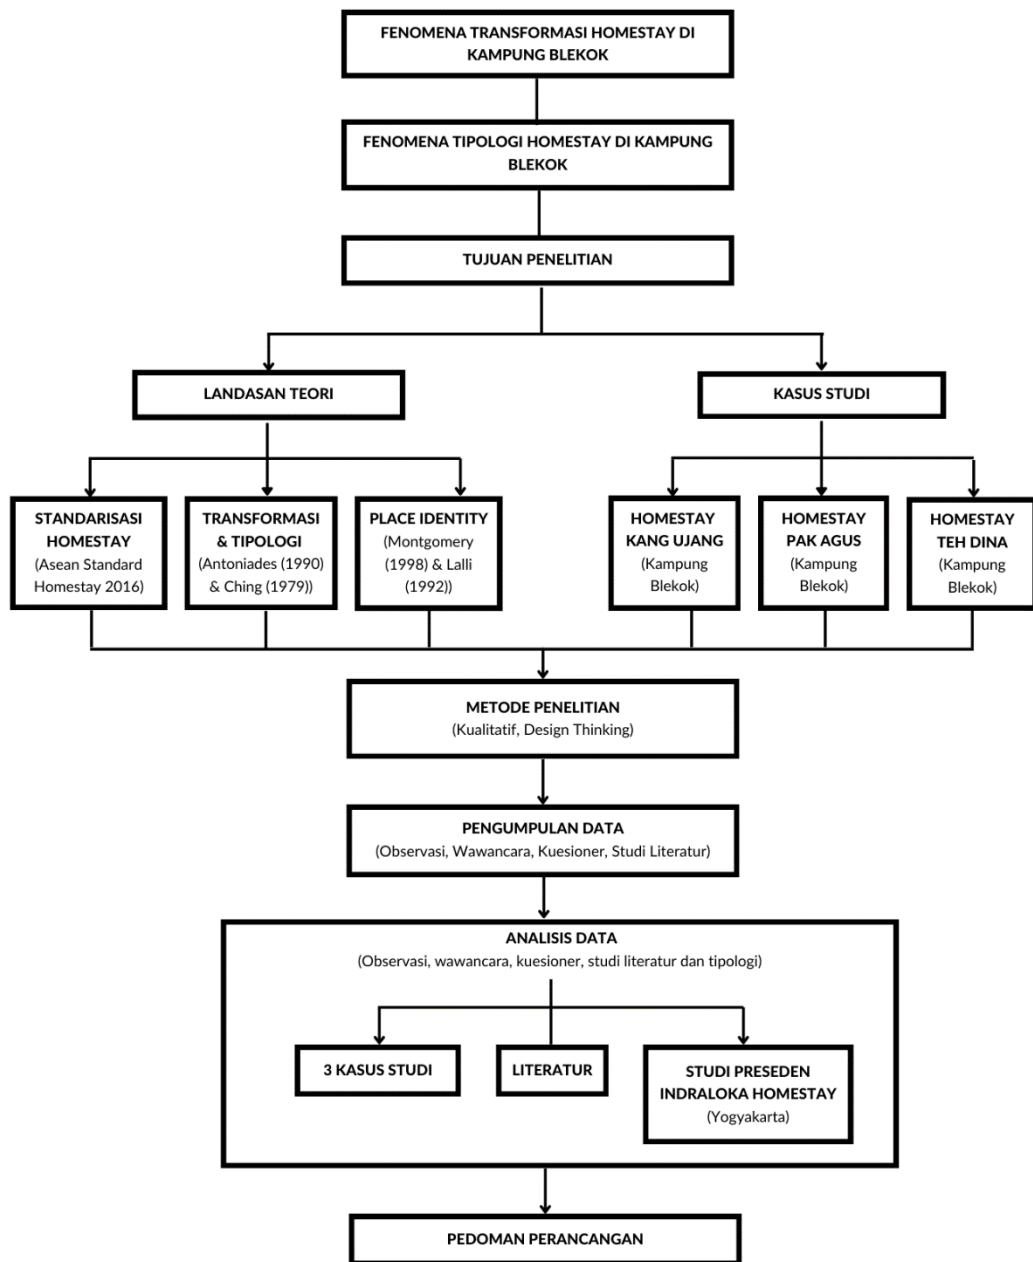 FENOMENA TRANSFORMASI HOMESTAY DI
KAMPUNG BLEKOK
FENOMENA TIPOLOGI HOMESTAY DI KAMPUNG
BLEKOK
TUJUAN PENELITIAN
LANDASAN TEORI
KASUS STUDI
STANDARISASI
HOMESTAY
(Asean Standard
Homestay 2016)
TRANSFORMASI
& TIPOLOGI
(Antoniades (1990)
& Ching (1979))
PLACE IDENTITY
(Montgomery
(1998) & Lalli
(1992))
HOMESTAY
KANG UJANG
(Kampung
Blekok)
HOMESTAY
PAK AGUS
(Kampung
Blekok)
HOMESTAY
TEH DINA
(Kampung
Blekok)
METODE PENELITIAN
(Kualitatif, Design Thinking)
PENGUMPULAN DATA
(Observasi, Wawancara, Kuesioner, Studi Literatur)
ANALISIS DATA
(Observasi, wawancara, kuesioner, studi literatur dan tipologi)
3 KASUS STUDI
LITERATUR
STUDI PRESEDEN
INDRALOKA HOMESTAY
(Yogyakarta)
PEDOMAN PERANCANGAN